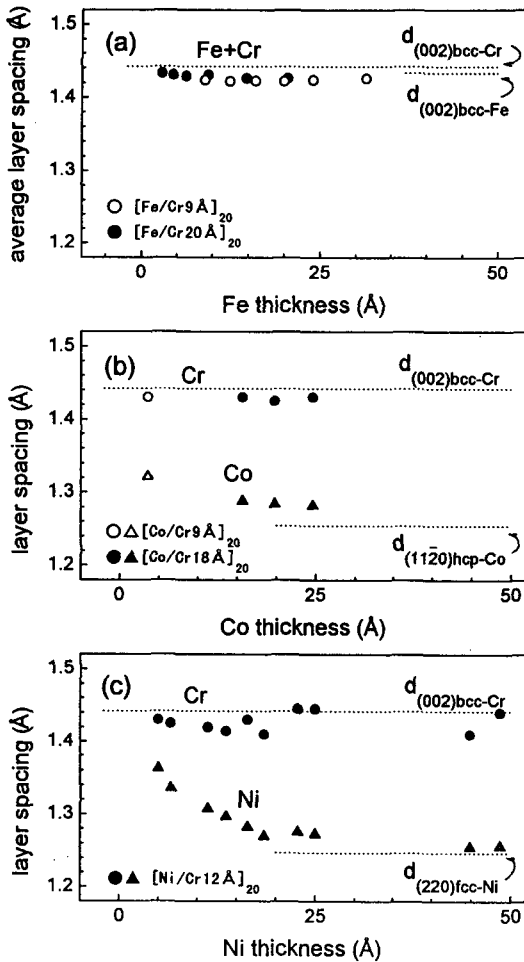 (a)
Fe+Cr
d(002)bcc-Cr
d(002)bcc-Fe
average layer spacing (Å)
1.5
1.4
1.3
1.2
○ [Fe/Cr9Å]20
● [Fe/Cr20Å]20
0 25 50
Fe thickness (Å)
(b)
Cr
d(002)bcc-Cr
layer spacing (Å)
1.5
1.4
1.3
1.2
Co
○△ [Co/Cr9Å]20
●▲ [Co/Cr18Å]20
d(112̄0)hcp-Co
0 25 50
Co thickness (Å)
(c)
Cr
d(002)bcc-Cr
layer spacing (Å)
1.5
1.4
1.3
1.2
Ni
●▲ [Ni/Cr12Å]20
d(220)fcc-Ni
0 25 50
Ni thickness (Å)